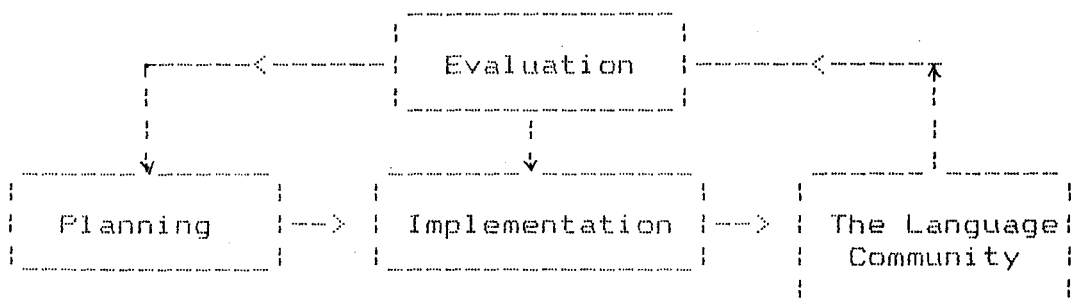 Evaluation
Planning
Implementation
The Language
Community